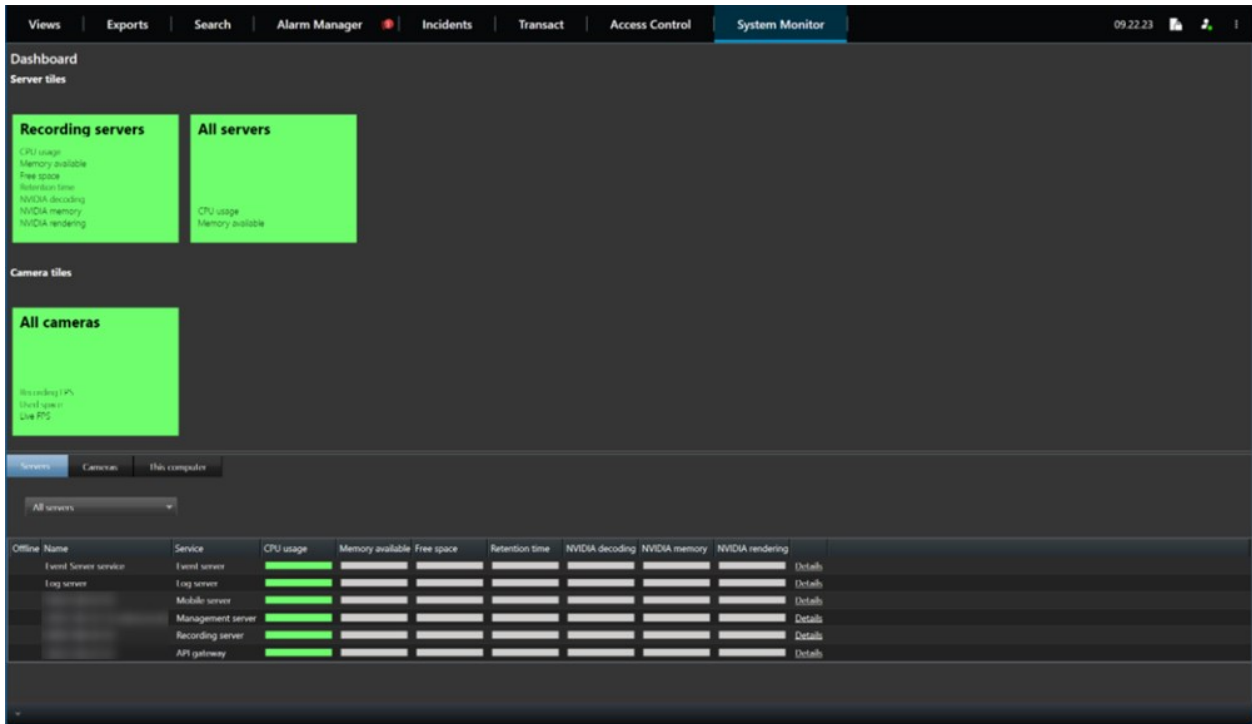 Views Exports Search Alarm Manager Incidents Transact Access Control System Monitor 09.22.23
Dashboard
Server tiles
Recording servers
CPU usage
Memory available
Free space
Retention time
NVIDIA decoding
NVIDIA memory
NVIDIA rendering
All servers
CPU usage
Memory available
Camera tiles
All cameras
Recording FPS
Used space
Live FPS
Servers Cameras This computer
All servers
Offline Name Service CPU usage Memory available Free space Retention time NVIDIA decoding NVIDIA memory NVIDIA rendering
Event Server service Event server Details
Log server Log server Details
Mobile server Details
Management server Details
Recording server Details
API gateway Details